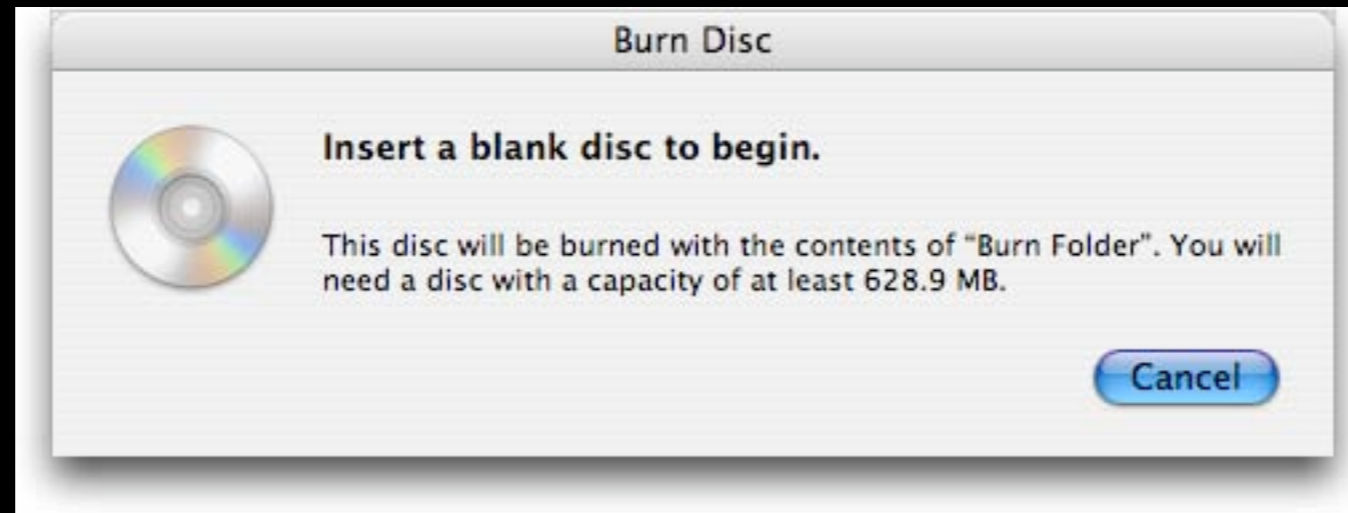 Burn Disc
Insert a blank disc to begin.
This disc will be burned with the contents of “Burn Folder”. You will
need a disc with a capacity of at least 628.9 MB.
Cancel